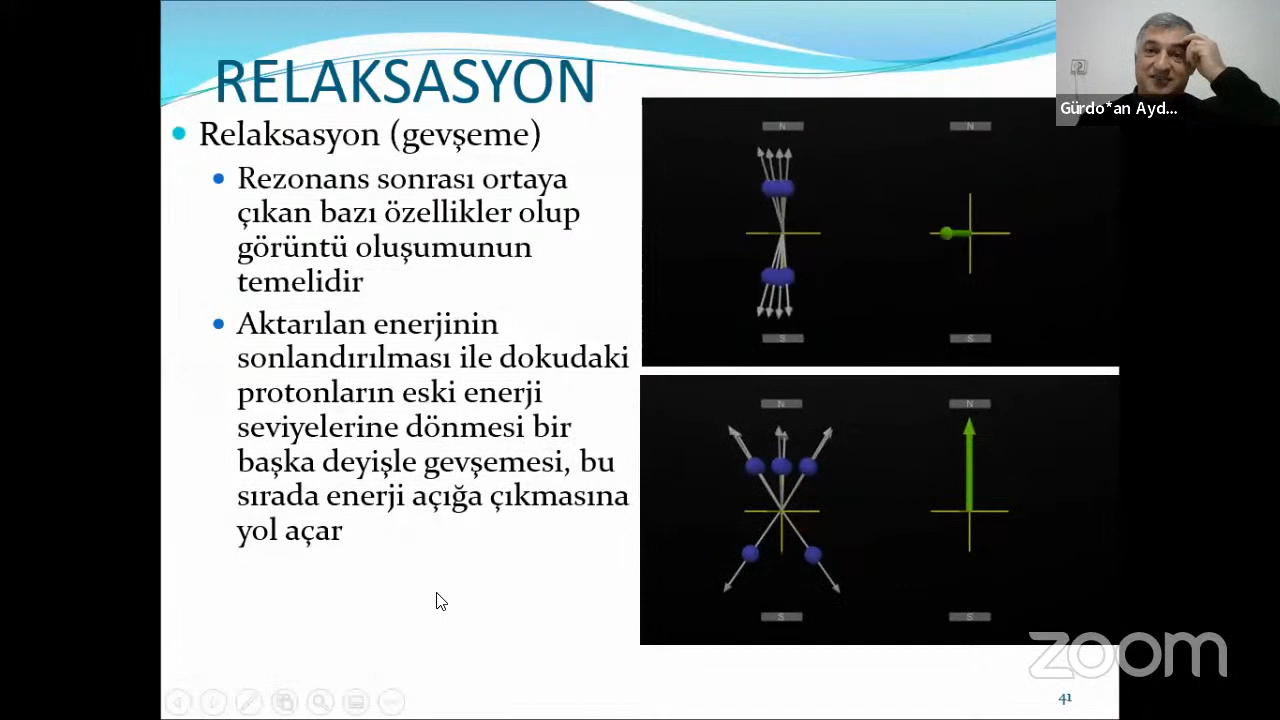 RELAKSASYON
Relaksasyon (gevşeme)
Rezonans sonrası ortaya
çıkan bazı özellikler olup
görüntü oluşumunun
temelidir
Aktarılan enerjinin
sonlandırılması ile dokudaki
protonların eski enerji
seviyelerine dönmesi bir
başka deyişle gevşemesi, bu
sırada enerji açığa çıkmasına
yol açar
N
N
S
S
N
N
S
S
Gürdo*an Ayd...
zoom
41